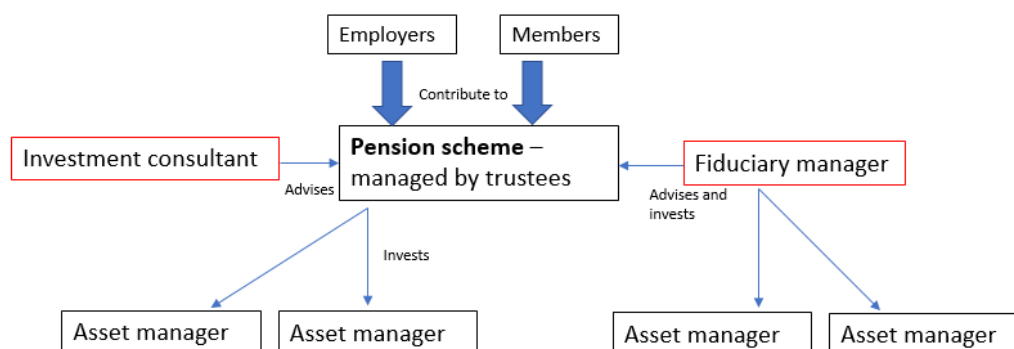 Employers
Members
Contribute to
Pension scheme –
managed by trustees
Investment consultant
Advises
Fiduciary manager
Advises and
invests
Invests
Asset manager
Asset manager
Asset manager
Asset manager